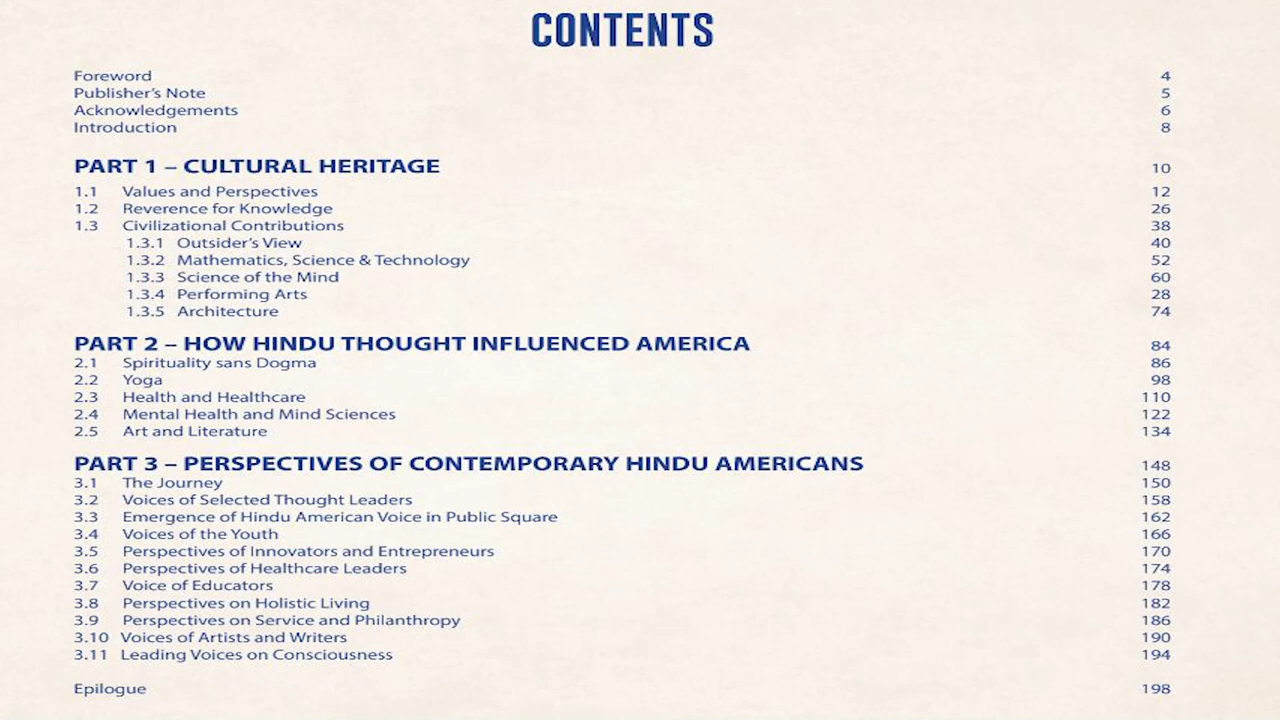 CONTENTS
Foreword 4
Publisher’s Note 5
Acknowledgements 6
Introduction 8
PART 1 – CULTURAL HERITAGE 10
1.1 Values and Perspectives 12
1.2 Reverence for Knowledge 26
1.3 Civilizational Contributions 38
1.3.1 Outsider’s View 40
1.3.2 Mathematics, Science & Technology 52
1.3.3 Science of the Mind 60
1.3.4 Performing Arts 28
1.3.5 Architecture 74
PART 2 – HOW HINDU THOUGHT INFLUENCED AMERICA 84
2.1 Spirituality sans Dogma 86
2.2 Yoga 98
2.3 Health and Healthcare 110
2.4 Mental Health and Mind Sciences 122
2.5 Art and Literature 134
PART 3 – PERSPECTIVES OF CONTEMPORARY HINDU AMERICANS 148
3.1 The Journey 150
3.2 Voices of Selected Thought Leaders 158
3.3 Emergence of Hindu American Voice in Public Square 162
3.4 Voices of the Youth 166
3.5 Perspectives of Innovators and Entrepreneurs 170
3.6 Perspectives of Healthcare Leaders 174
3.7 Voice of Educators 178
3.8 Perspectives on Holistic Living 182
3.9 Perspectives on Service and Philanthropy 186
3.10 Voices of Artists and Writers 190
3.11 Leading Voices on Consciousness 194
Epilogue 198